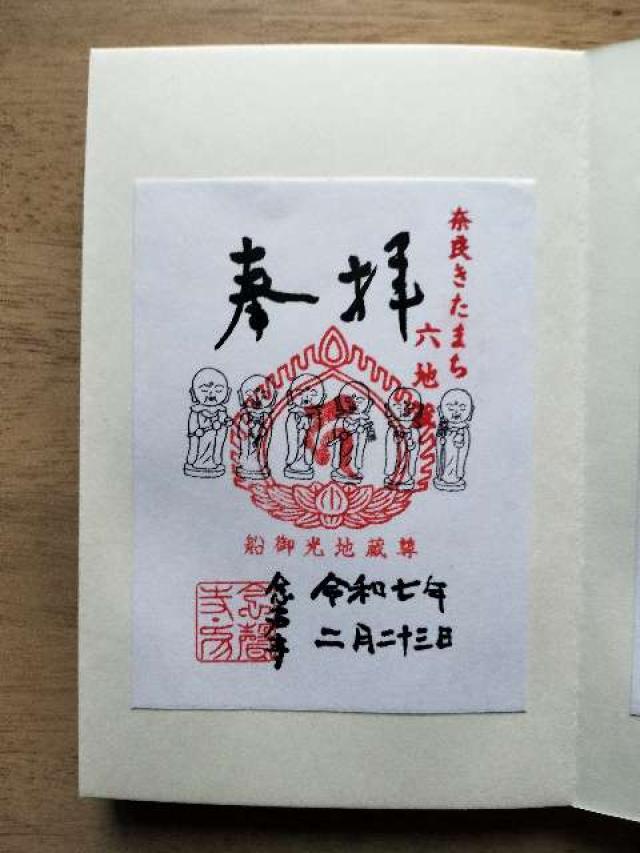 奈良きたまち
六地蔵
奉拝
船御光地蔵尊
令和七年
二月二十三日
念声寺